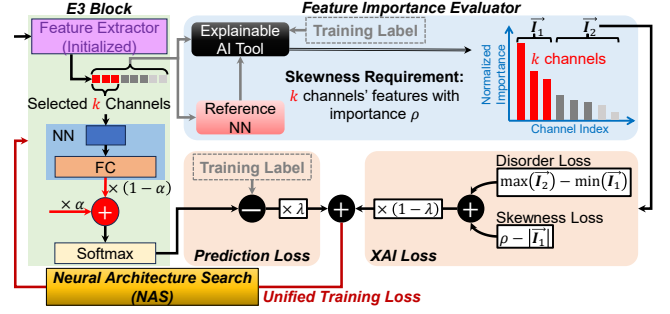 E3 Block
Feature Extractor
(Initialized)
Selected k Channels
NN
FC
× (1 − α)
× α
+
Softmax
Neural Architecture Search
(NAS)
Feature Importance Evaluator
Explainable
AI Tool
Training Label
Reference
NN
Skewness Requirement:
k channels' features with
importance ρ
Normalized
Importance
I₁
I₂
k channels
Channel Index
Training Label
−
× λ
Prediction Loss
+
Unified Training Loss
× (1 − λ)
+
XAI Loss
Disorder Loss
max(I₂) − min(I₁)
Skewness Loss
ρ − |I₁|